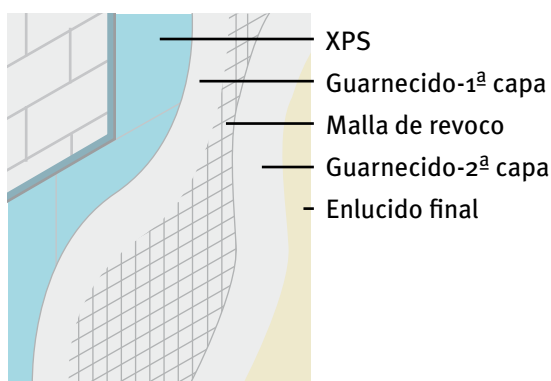 XPS
Guarnecido-1ª capa
Malla de revoco
Guarnecido-2ª capa
Enlucido final